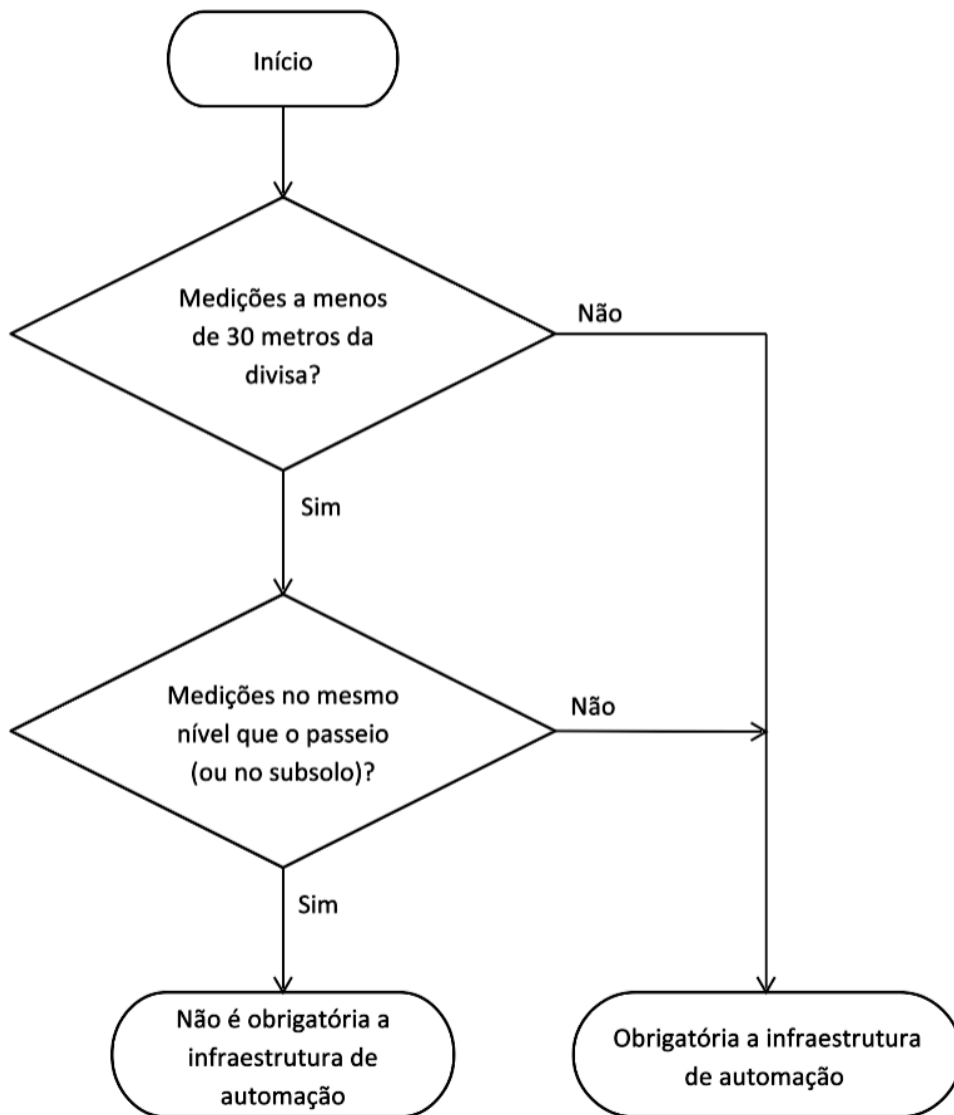 Início
Medições a menos
de 30 metros da
divisa?
Não
Sim
Medições no mesmo
nível que o passeio
(ou no subsolo)?
Não
Sim
Não é obrigatória a
infraestrutura de
automação
Obrigatória a infraestrutura
de automação